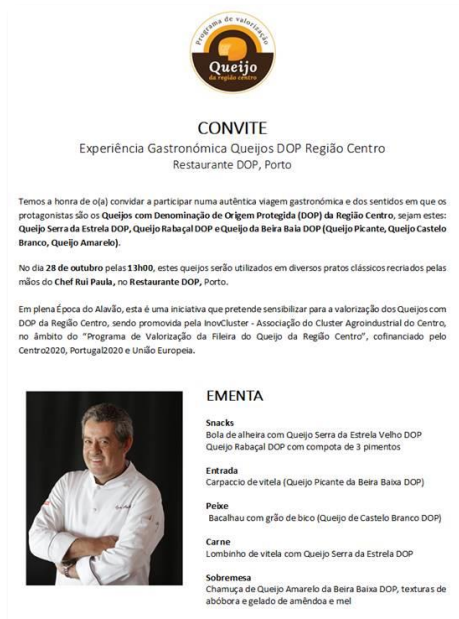 Programa de valorização
Queijo
da região centro
CONVITE
Experiência Gastronómica Queijos DOP Região Centro
Restaurante DOP, Porto
Temos a honra de o(a) convidar a participar numa autêntica viagem gastronómica e dos sentidos em que os
protagonistas são os Queijos com Denominação de Origem Protegida (DOP) da Região Centro, sejam estes:
Queijo Serra da Estrela DOP, Queijo Rabaçal DOP e Queijo da Beira Baia DOP (Queijo Picante, Queijo Castelo
Branco, Queijo Amarelo).
No dia 28 de outubro pelas 13h00, estes queijos serão utilizados em diversos pratos clássicos recriados pelas
mãos do Chef Rui Paula, no Restaurante DOP, Porto.
Em plena Época do Alavão, esta é uma iniciativa que pretende sensibilizar para a valorização dos Queijos com
DOP da Região Centro, sendo promovida pela InovCluster - Associação do Cluster Agroindustrial do Centro,
no âmbito do “Programa de Valorização da Fileira do Queijo da Região Centro”, cofinanciado pelo
Centro2020, Portugal2020 e União Europeia.
EMENTA
Snacks
Bola de alheira com Queijo Serra da Estrela Velho DOP
Queijo Rabaçal DOP com compota de 3 pimentos
Entrada
Carpaccio de vitela (Queijo Picante da Beira Baixa DOP)
Peixe
Bacalhau com grão de bico (Queijo de Castelo Branco DOP)
Carne
Lombinho de vitela com Queijo Serra da Estrela DOP
Sobremesa
Chamuça de Queijo Amarelo da Beira Baixa DOP, texturas de
abóbora e gelado de amêndoa e mel